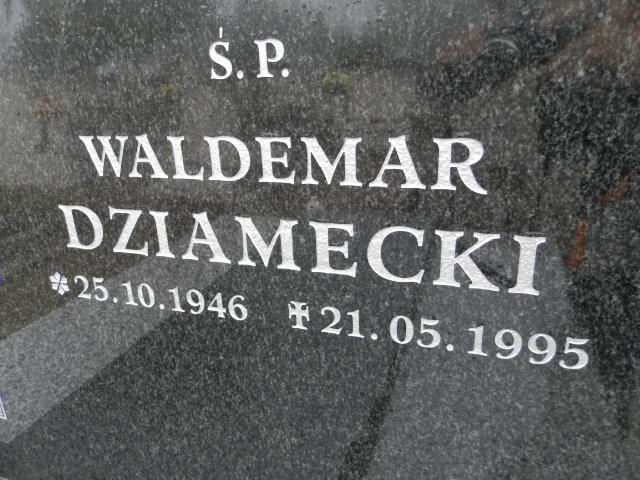 Ś.P.
WALDEMAR
DZIAMECKI
* 25.10.1946 ✠ 21.05.1995